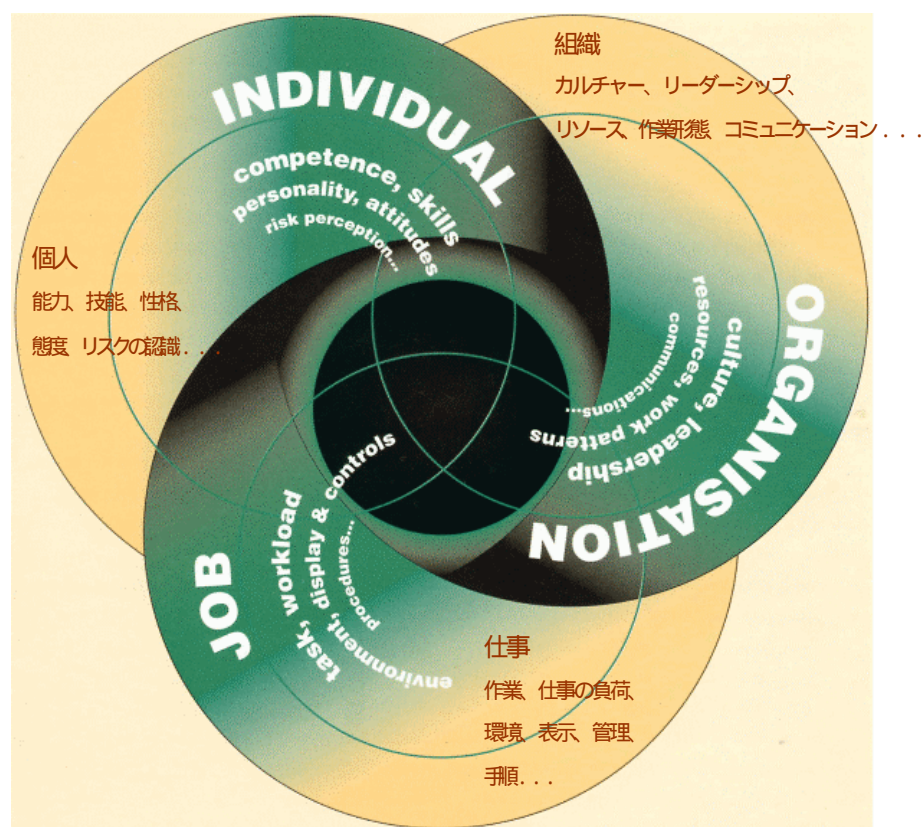 INDIVIDUAL
competence, skills
personality, attitudes
risk perception...
組織
カルチャー、リーダーシップ、
リソース、作業形態、コミュニケーション . . .
個人
能力、技能、性格、
態度、リスクの認識 . . .
ORGANISATION
culture, leadership
resources, work patterns
communications...
JOB
task, workload
environment, display & controls
procedures...
仕事
作業、仕事の負荷、
環境、表示、管理、
手順. . .